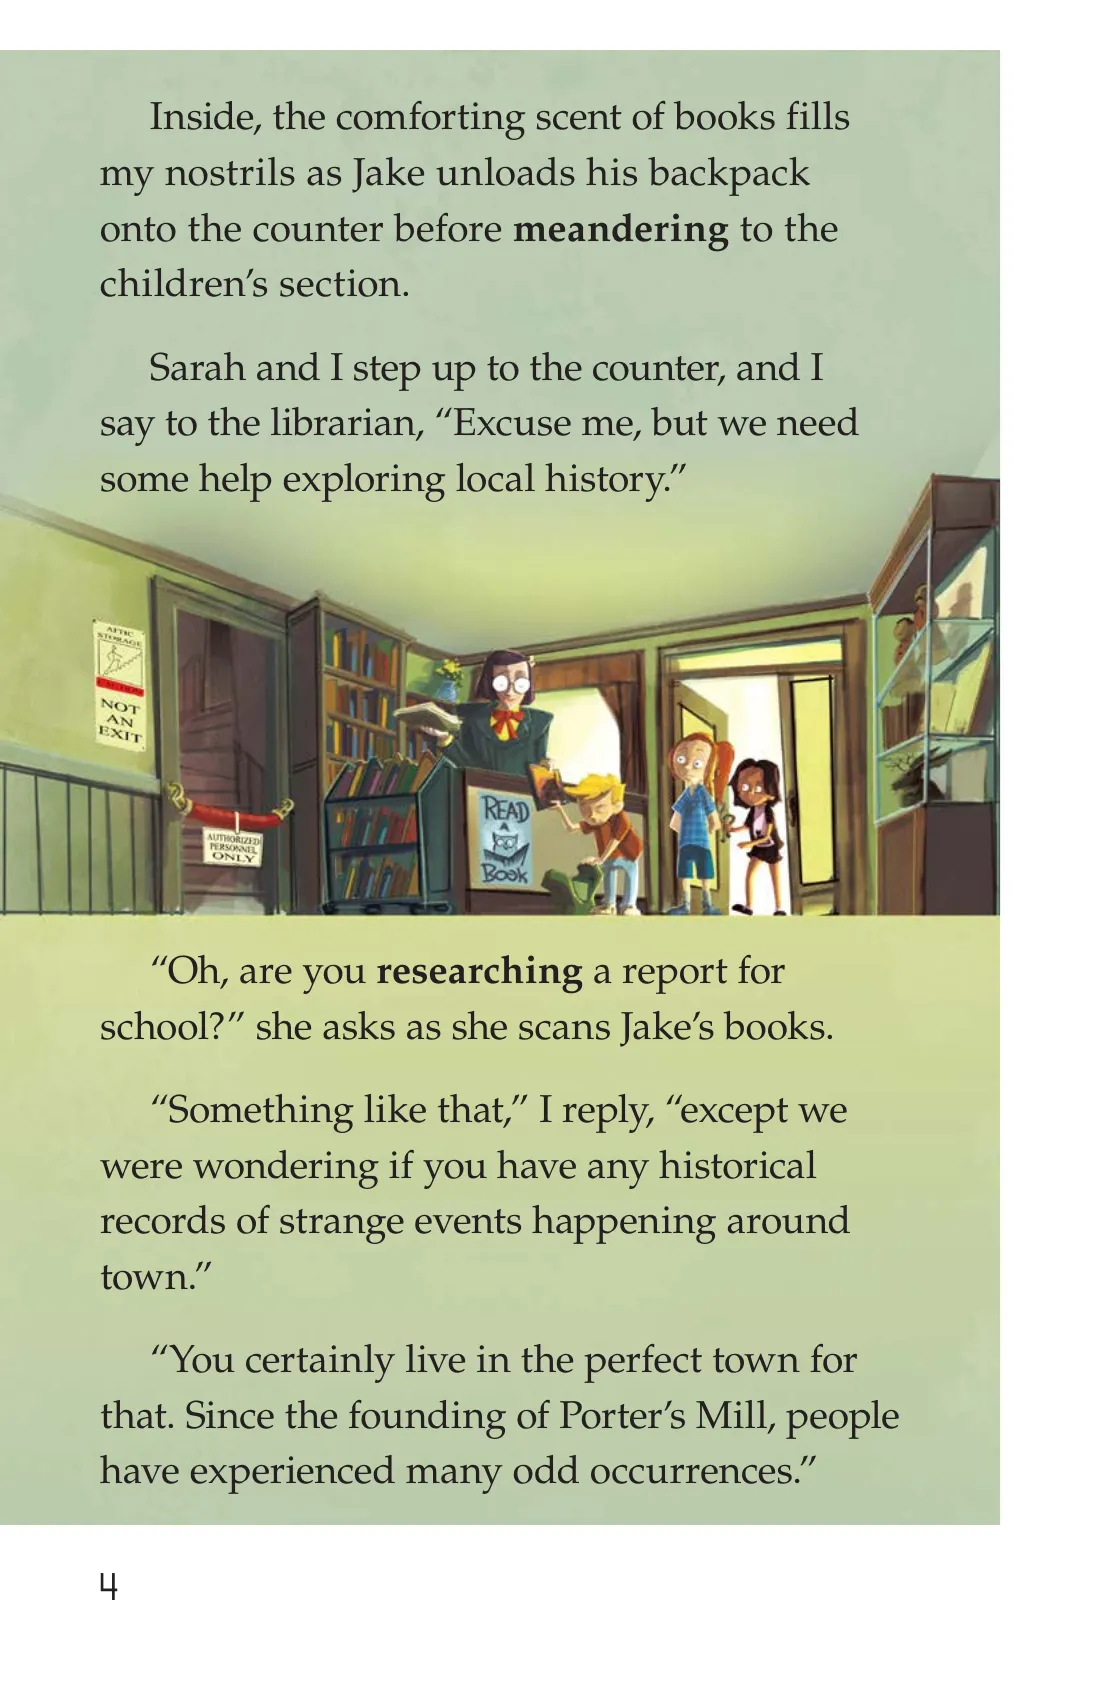 Inside, the comforting scent of books fills
my nostrils as Jake unloads his backpack
onto the counter before meandering to the
children’s section.
Sarah and I step up to the counter, and I
say to the librarian, “Excuse me, but we need
some help exploring local history.”
ATTIC
STORAGE
CAUTION
NOT
AN
EXIT
AUTHORIZED
PERSONNEL
ONLY
READ
A
BOOK
“Oh, are you researching a report for
school?” she asks as she scans Jake’s books.
“Something like that,” I reply, “except we
were wondering if you have any historical
records of strange events happening around
town.”
“You certainly live in the perfect town for
that. Since the founding of Porter’s Mill, people
have experienced many odd occurrences.”
4